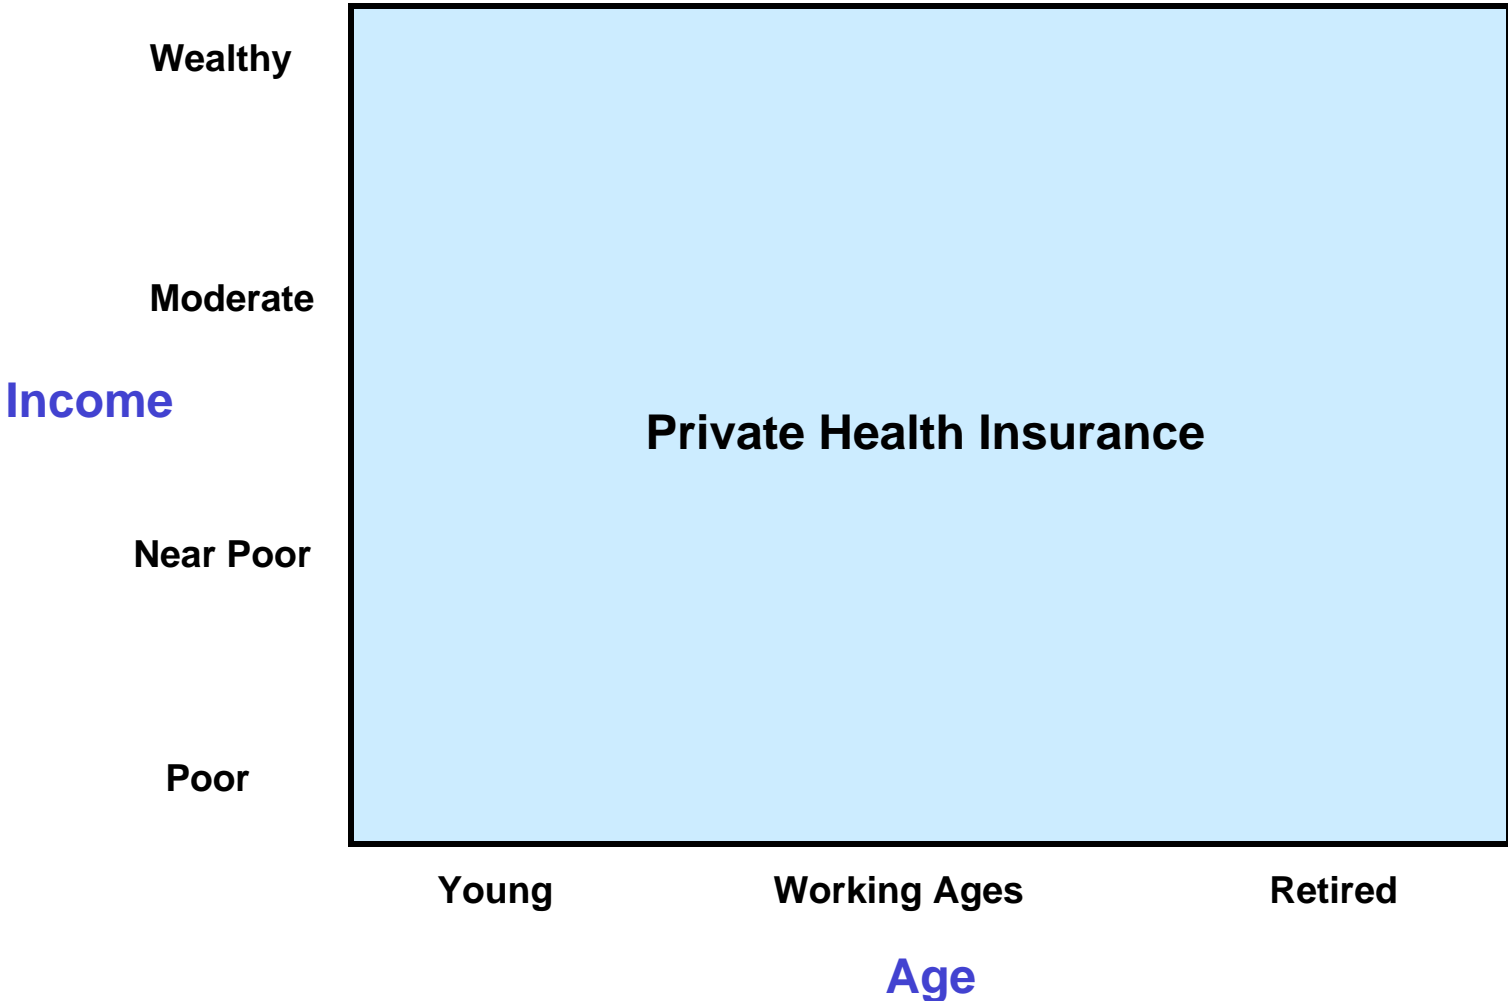 Wealthy
Moderate
Income
Private Health Insurance
Near Poor
Poor
Young Working Ages Retired
Age